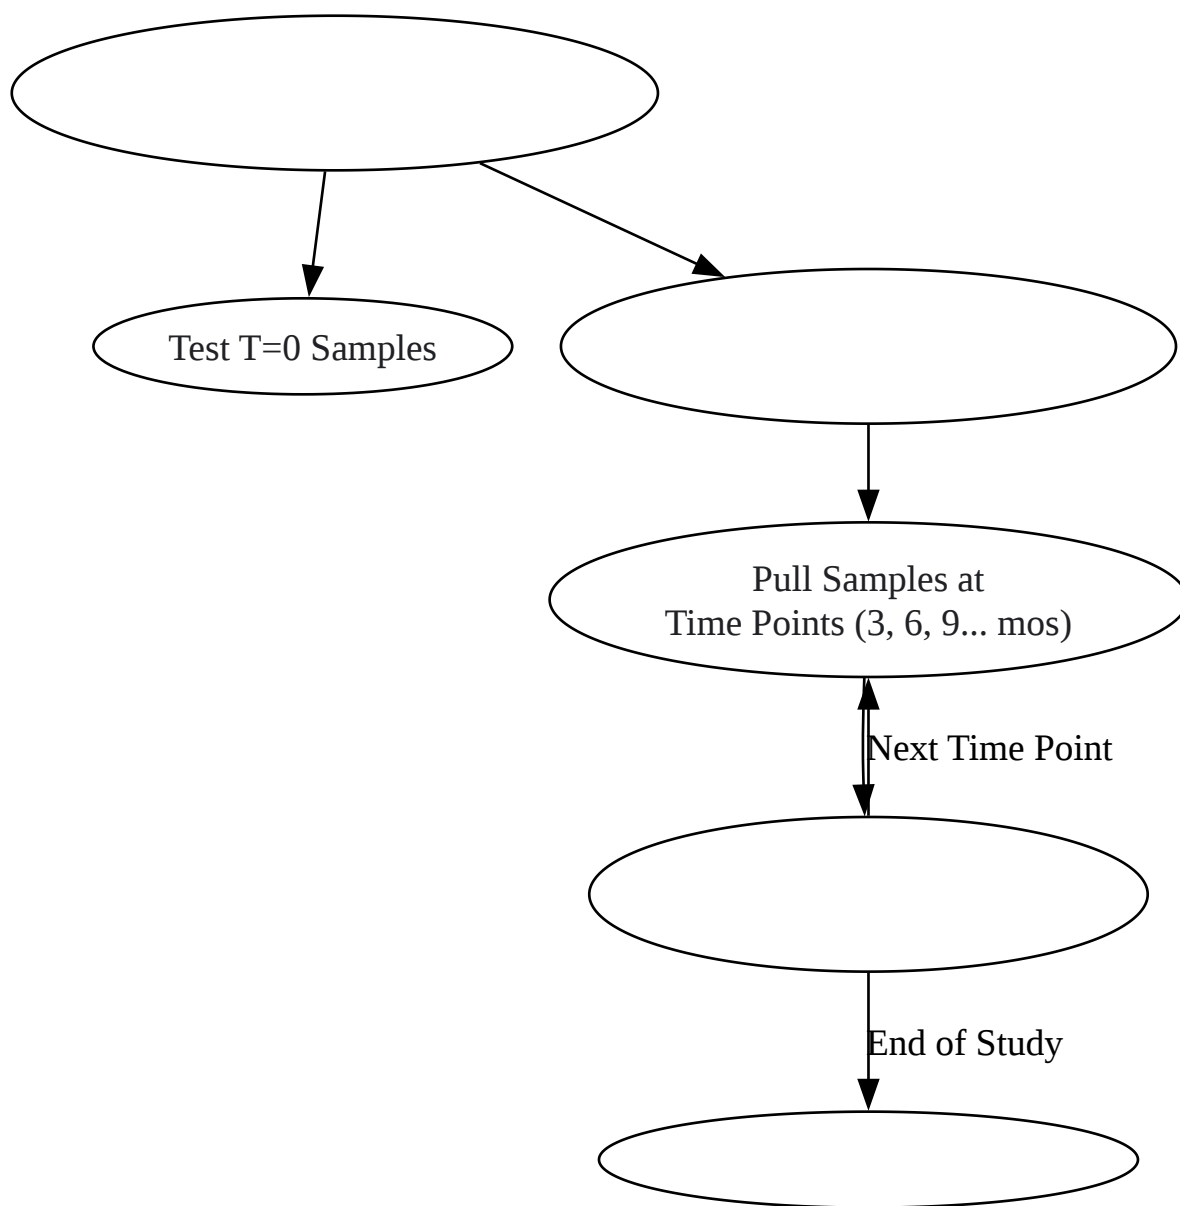 Test T=0 Samples
Pull Samples at
Time Points (3, 6, 9... mos)
Next Time Point
End of Study